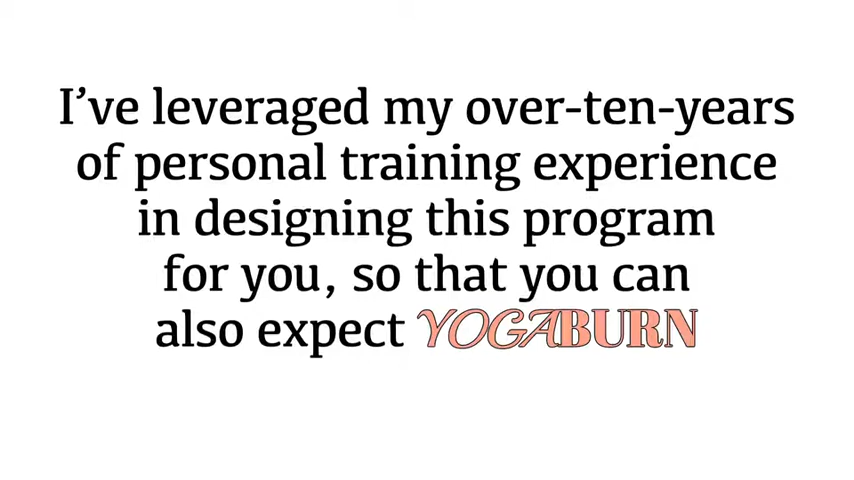 I’ve leveraged my over-ten-years
of personal training experience
in designing this program
for you, so that you can
also expect YOGABURN